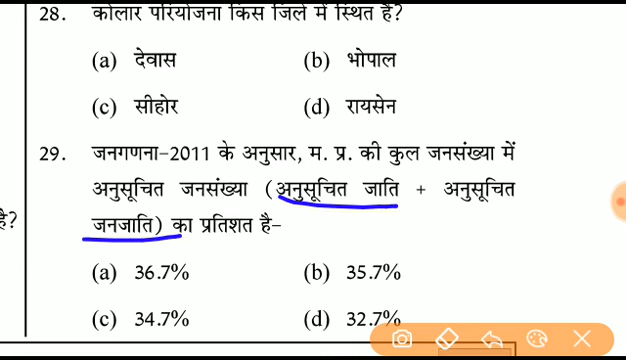 28. कोलार परियोजना किस जिले में स्थित है?
(a) देवास (b) भोपाल
(c) सीहोर (d) रायसेन
29. जनगणना-2011 के अनुसार, म. प्र. की कुल जनसंख्या में
अनुसूचित जनसंख्या (अनुसूचित जाति + अनुसूचित
है? जनजाति) का प्रतिशत है-
(a) 36.7% (b) 35.7%
(c) 34.7% (d) 32.7%